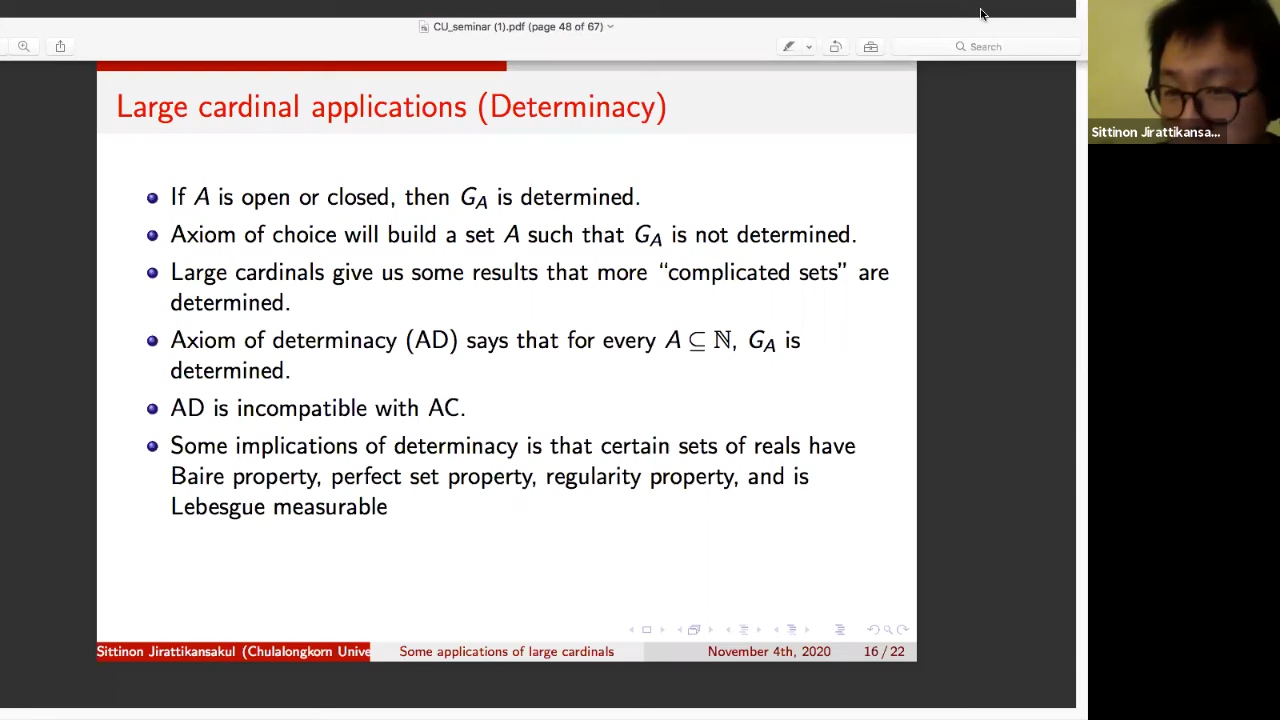 CU_seminar (1).pdf (page 48 of 67)
Search
Large cardinal applications (Determinacy)
Sittinon Jirattikansa...
If A is open or closed, then G_A is determined.
Axiom of choice will build a set A such that G_A is not determined.
Large cardinals give us some results that more “complicated sets” are
determined.
Axiom of determinacy (AD) says that for every A ⊆ ℕ, G_A is
determined.
AD is incompatible with AC.
Some implications of determinacy is that certain sets of reals have
Baire property, perfect set property, regularity property, and is
Lebesgue measurable
Sittinon Jirattikansakul (Chulalongkorn Unive
Some applications of large cardinals
November 4th, 2020
16 / 22